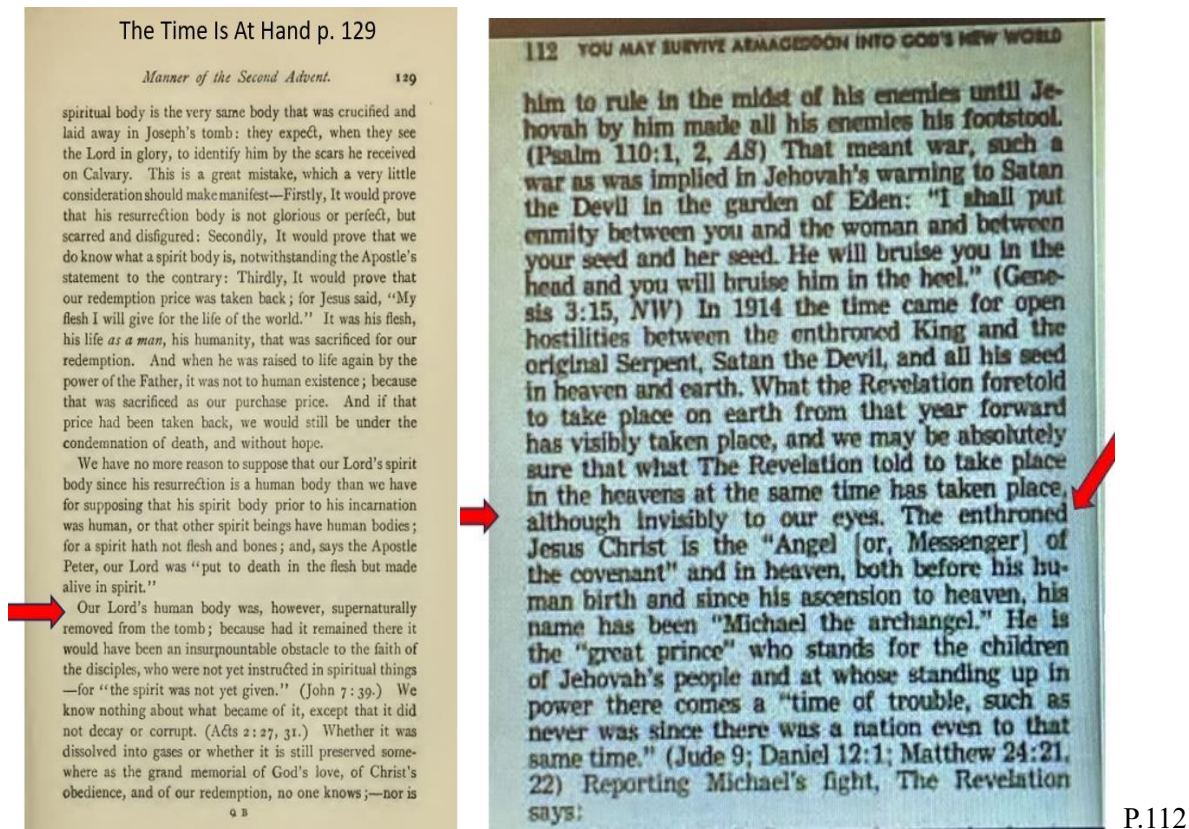 The Time Is At Hand p. 129
Manner of the Second Advent. 129
spiritual body is the very same body that was crucified and
laid away in Joseph's tomb: they expect, when they see
the Lord in glory, to identify him by the scars he received
on Calvary. This is a great mistake, which a very little
consideration should make manifest—Firstly, It would prove
that his resurrection body is not glorious or perfect, but
scarred and disfigured: Secondly, It would prove that we
do know what a spirit body is, notwithstanding the Apostle's
statement to the contrary: Thirdly, It would prove that
our redemption price was taken back; for Jesus said, "My
flesh I will give for the life of the world." It was his flesh,
his life as a man, his humanity, that was sacrificed for our
redemption. And when he was raised to life again by the
power of the Father, it was not to human existence; because
that was sacrificed as our purchase price. And if that
price had been taken back, we would still be under the
condemnation of death, and without hope.
We have no more reason to suppose that our Lord's spirit
body since his resurrection is a human body than we have
for supposing that his spirit body prior to his incarnation
was human, or that other spirit beings have human bodies;
for a spirit hath not flesh and bones; and, says the Apostle
Peter, our Lord was "put to death in the flesh but made
alive in spirit."
Our Lord's human body was, however, supernaturally
removed from the tomb; because had it remained there it
would have been an insurmountable obstacle to the faith of
the disciples, who were not yet instructed in spiritual things
—for "the spirit was not yet given." (John 7:39.) We
know nothing about what became of it, except that it did
not decay or corrupt. (Acts 2:27, 31.) Whether it was
dissolved into gases or whether it is still preserved some-
where as the grand memorial of God's love, of Christ's
obedience, and of our redemption, no one knows;—nor is
9 B
112 YOU MAY SURVIVE ARMAGEDDON INTO GOD'S NEW WORLD
him to rule in the midst of his enemies until Je-
hovah by him made all his enemies his footstool.
(Psalm 110:1, 2, AS) That meant war, such a
war as was implied in Jehovah's warning to Satan
the Devil in the garden of Eden: "I shall put
enmity between you and the woman and between
your seed and her seed. He will bruise you in the
head and you will bruise him in the heel." (Gene-
sis 3:15, NW) In 1914 the time came for open
hostilities between the enthroned King and the
original Serpent, Satan the Devil, and all his seed
in heaven and earth. What the Revelation foretold
to take place on earth from that year forward
has visibly taken place, and we may be absolutely
sure that what The Revelation told to take place
in the heavens at the same time has taken place,
although invisibly to our eyes. The enthroned
Jesus Christ is the "Angel [or, Messenger] of
the covenant" and in heaven, both before his hu-
man birth and since his ascension to heaven, his
name has been "Michael the archangel." He is
the "great prince" who stands for the children
of Jehovah's people and at whose standing up in
power there comes a "time of trouble, such as
never was since there was a nation even to that
same time." (Jude 9; Daniel 12:1; Matthew 24:21,
22) Reporting Michael's fight, The Revelation
says:
P.112